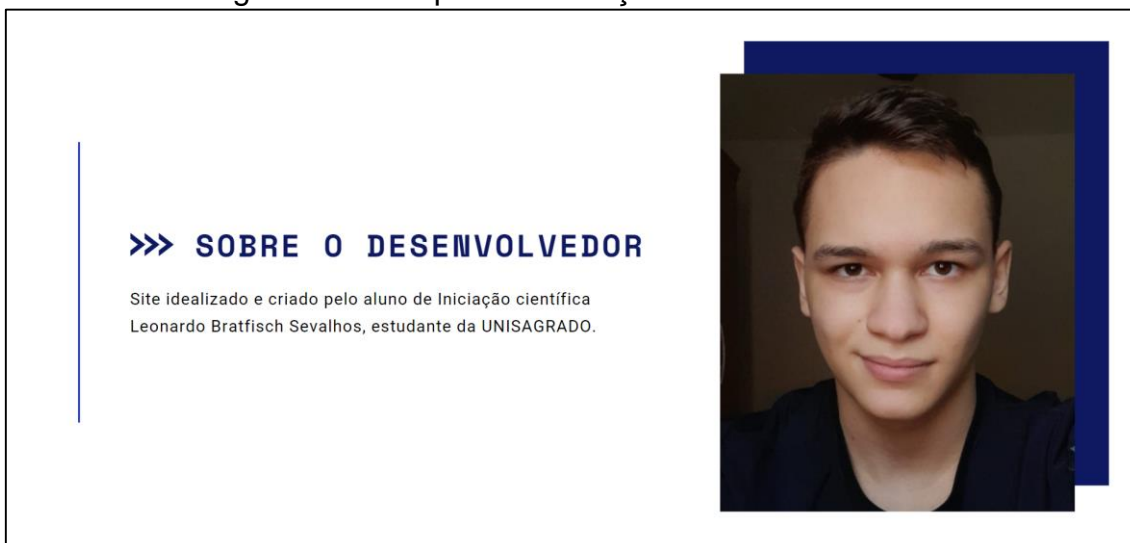 >>> SOBRE O DESENVOLVEDOR
Site idealizado e criado pelo aluno de Iniciação científica
Leonardo Bratfisch Sevalhos, estudante da UNISAGRADO.